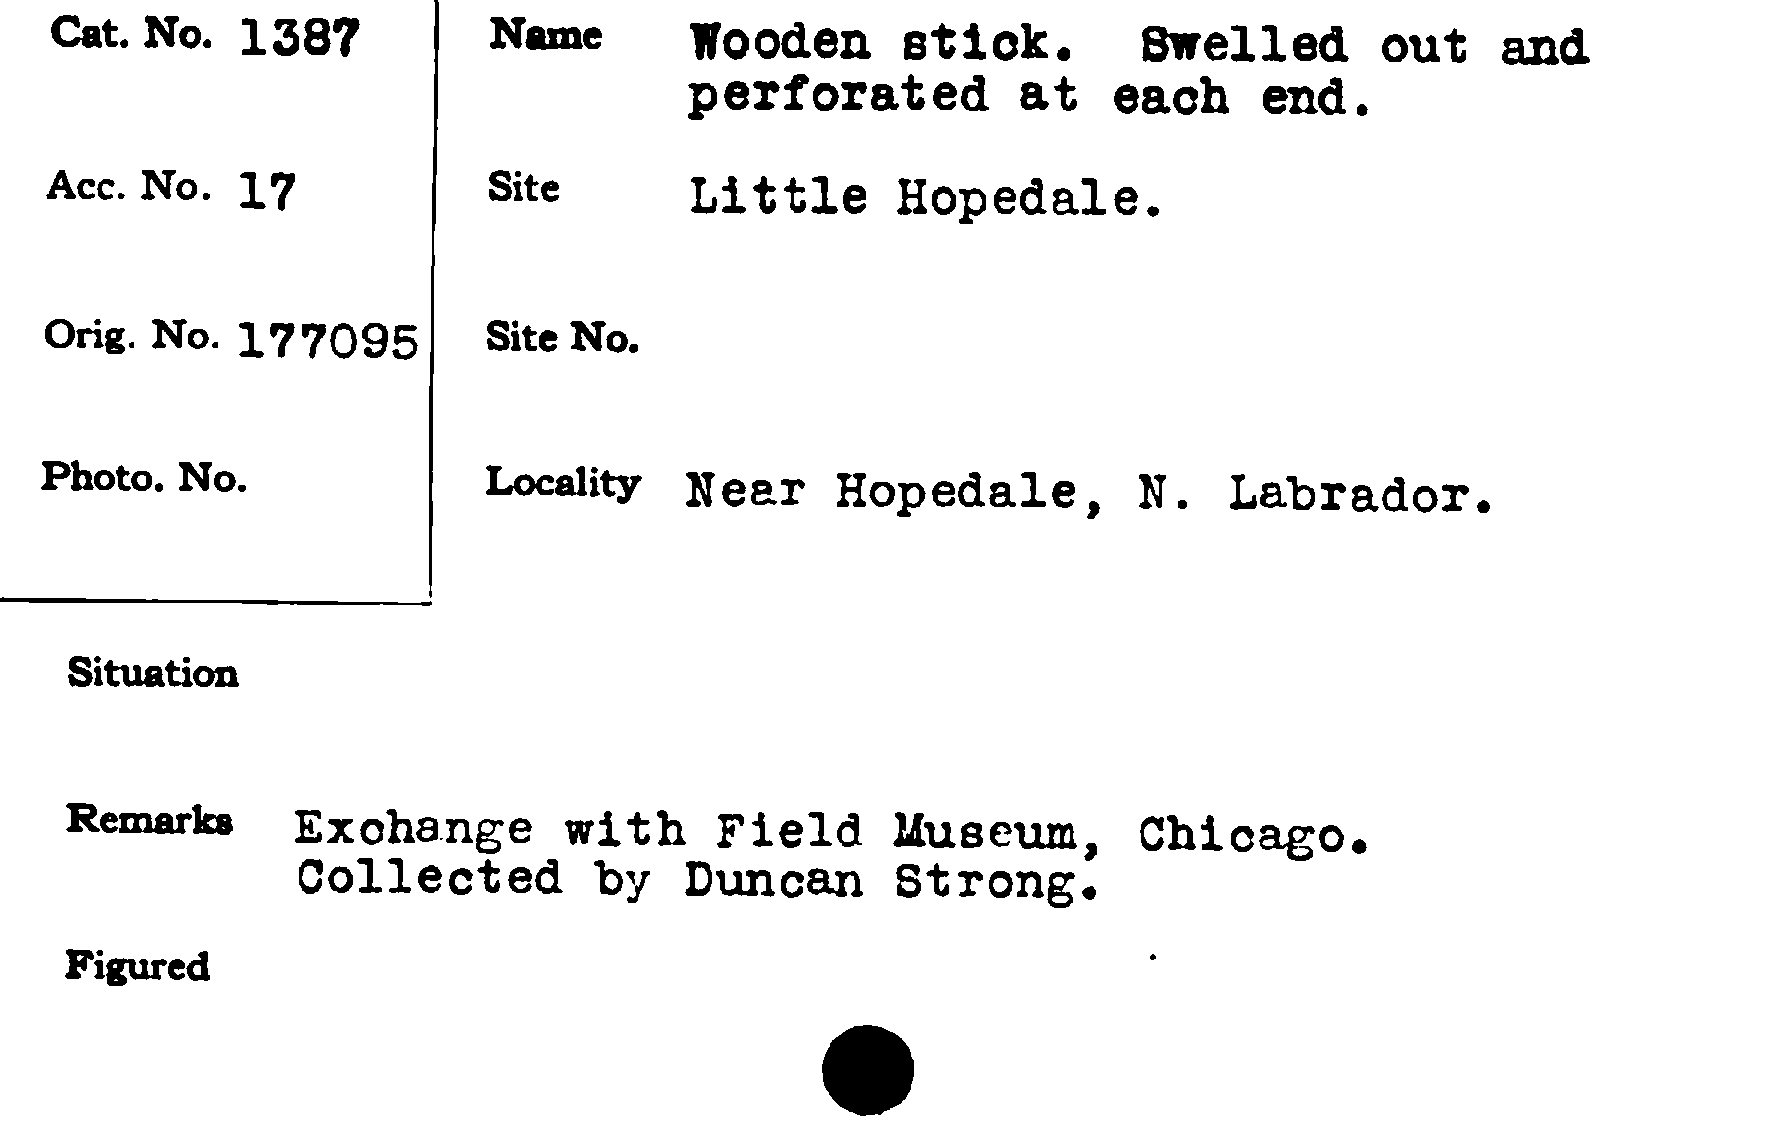 Cat. No. 1387
Name Wooden stick. Swelled out and
perforated at each end.
Acc. No. 17
Site Little Hopedale.
Orig. No. 177095
Site No.
Photo. No.
Locality Near Hopedale, N. Labrador.
Situation
Remarks Exchange with Field Museum, Chicago.
Collected by Duncan Strong.
Figured